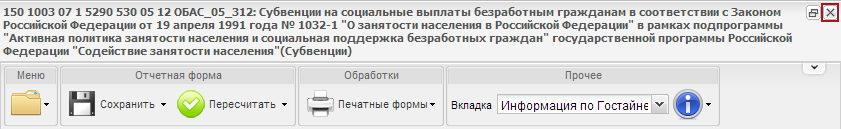 150 1003 07 1 5290 530 05 12 ОБАС_05_312: Субвенции на социальные выплаты безработным гражданам в соответствии с Законом
Российской Федерации от 19 апреля 1991 года № 1032-1 "О занятости населения в Российской Федерации" в рамках подпрограммы
"Активная политика занятости населения и социальная поддержка безработных граждан" государственной программы Российской
Федерации "Содействие занятости населения"(Субвенции)
Меню Отчетная форма Обработки Прочее
Сохранить Пересчитать Печатные формы Вкладка Информация по Гостайне